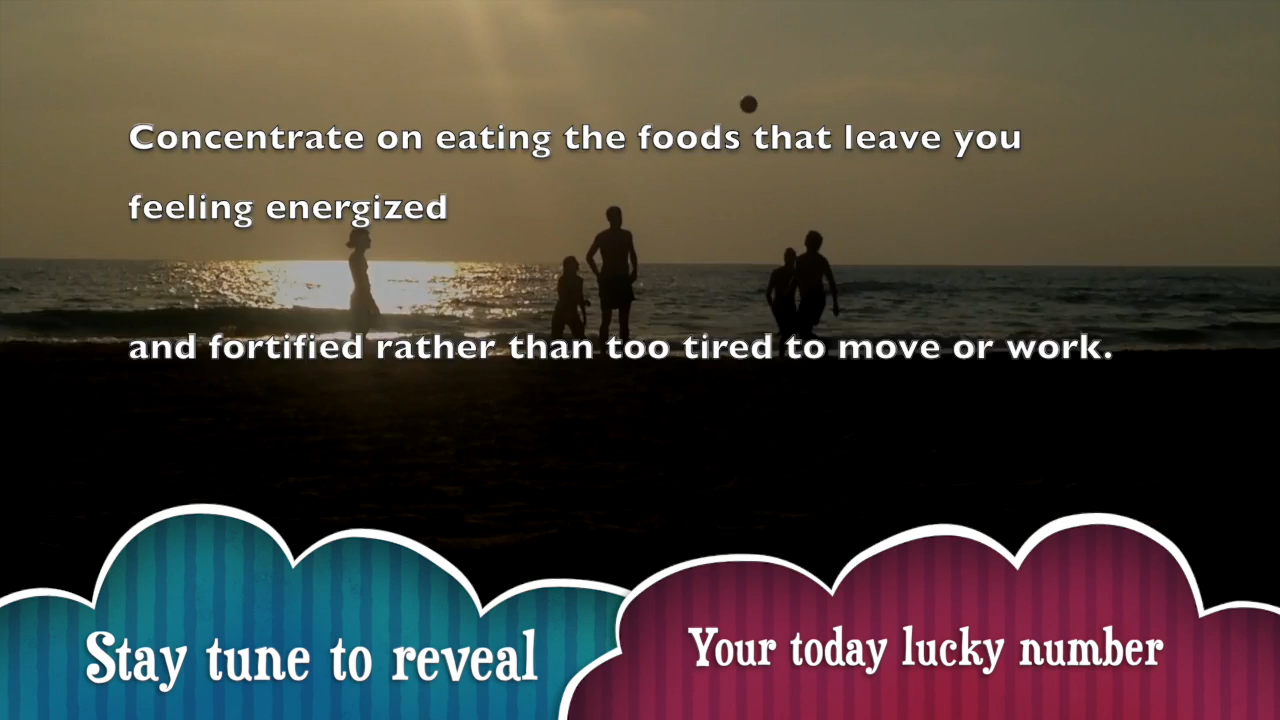 Concentrate on eating the foods that leave you
feeling energized
and fortified rather than too tired to move or work.
Stay tune to reveal
Your today lucky number